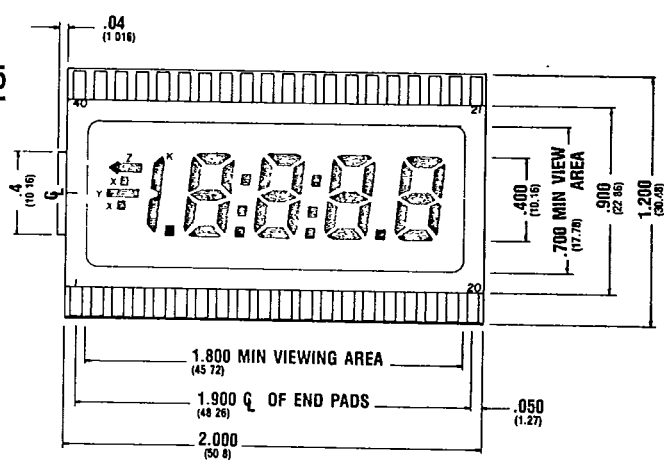 .04
(1 016)
40
21
Z
K
X
Y
X
.4
(10 16)
.400
(10.16)
.700 MIN VIEW
AREA
(17.78)
.900
(22 86)
1.200
(30.48)
1
20
1.800 MIN VIEWING AREA
(45 72)
1.900 ℄ OF END PADS
(48 26)
.050
(1.27)
2.000
(50 8)